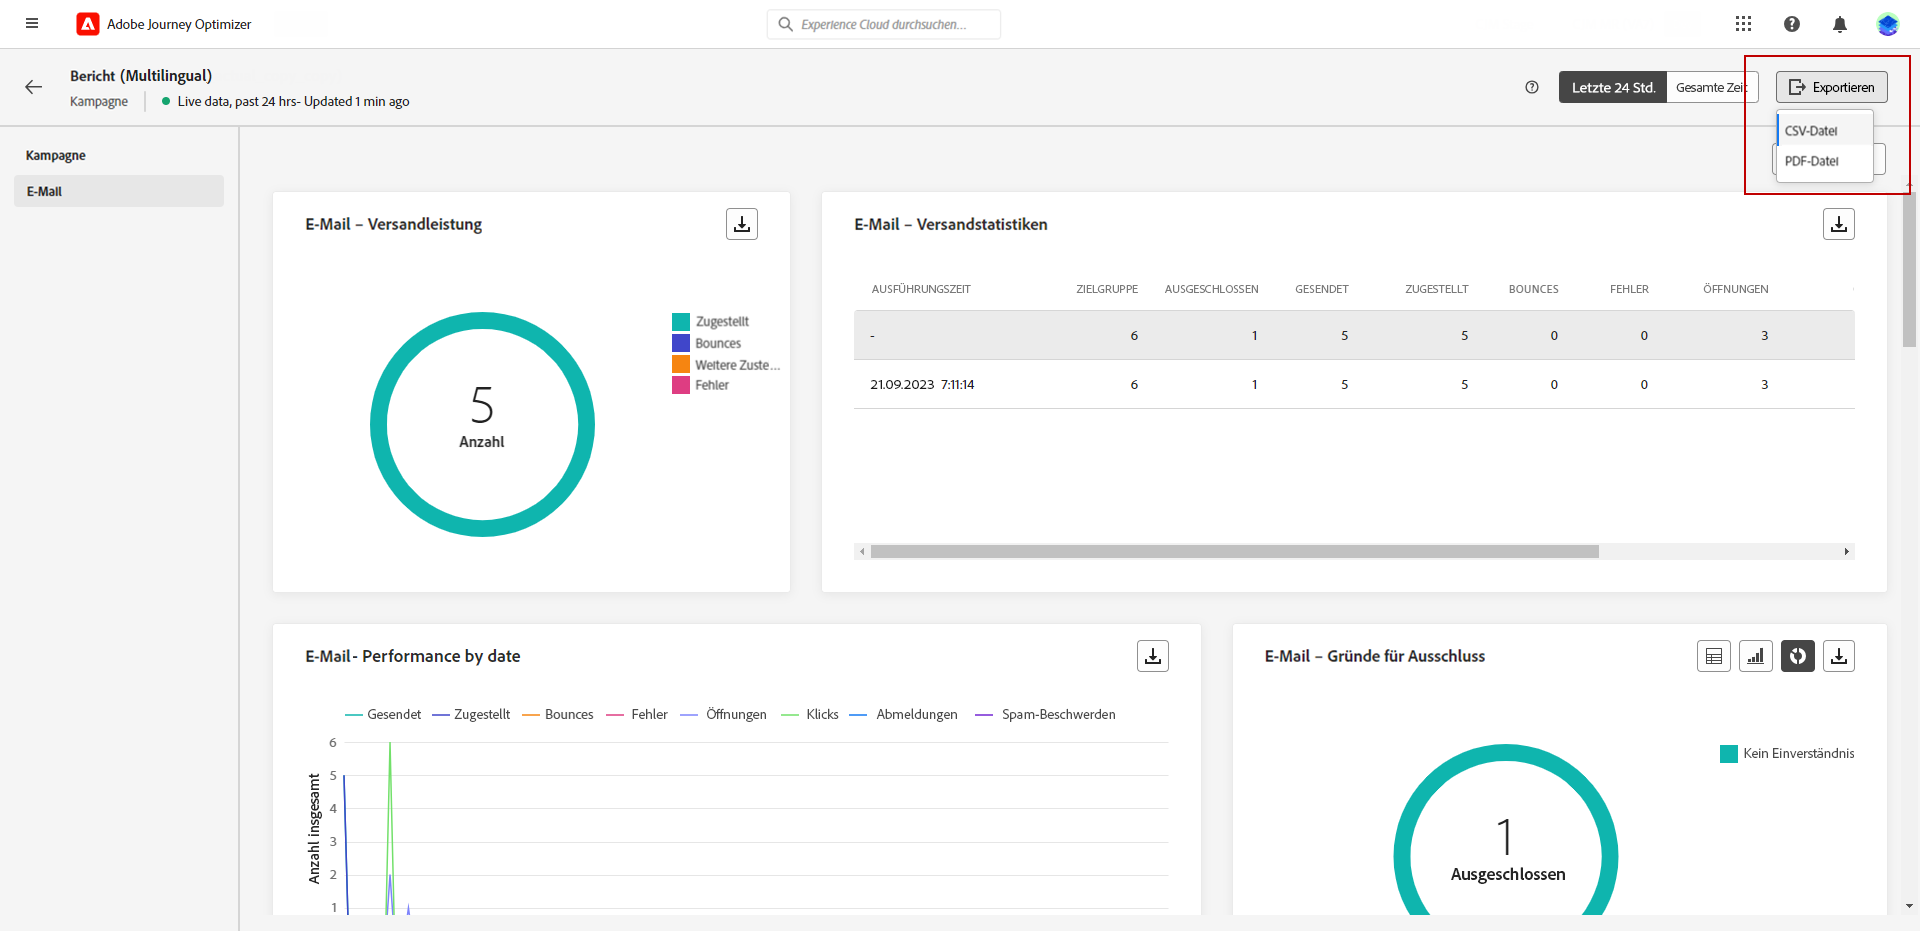 Adobe Journey Optimizer
Experience Cloud durchsuchen...
Bericht (Multilingual)
Kampagne
Live data, past 24 hrs- Updated 1 min ago
Letzte 24 Std.
Gesamte Zeit
Exportieren
CSV-Datei
PDF-Datei
Kampagne
E-Mail
E-Mail – Versandleistung
Zugestellt
Bounces
Weitere Zuste...
Fehler
5
Anzahl
E-Mail – Versandstatistiken
AUSFÜHRUNGSZEIT ZIELGRUPPE AUSGESCHLOSSEN GESENDET ZUGESTELLT BOUNCES FEHLER ÖFFNUNGEN
- 6 1 5 5 0 0 3
21.09.2023 7:11:14 6 1 5 5 0 0 3
E-Mail- Performance by date
Gesendet Zugestellt Bounces Fehler Öffnungen Klicks Abmeldungen Spam-Beschwerden
Anzahl insgesamt
6
5
4
3
2
1
E-Mail – Gründe für Ausschluss
Kein Einverständnis
1
Ausgeschlossen